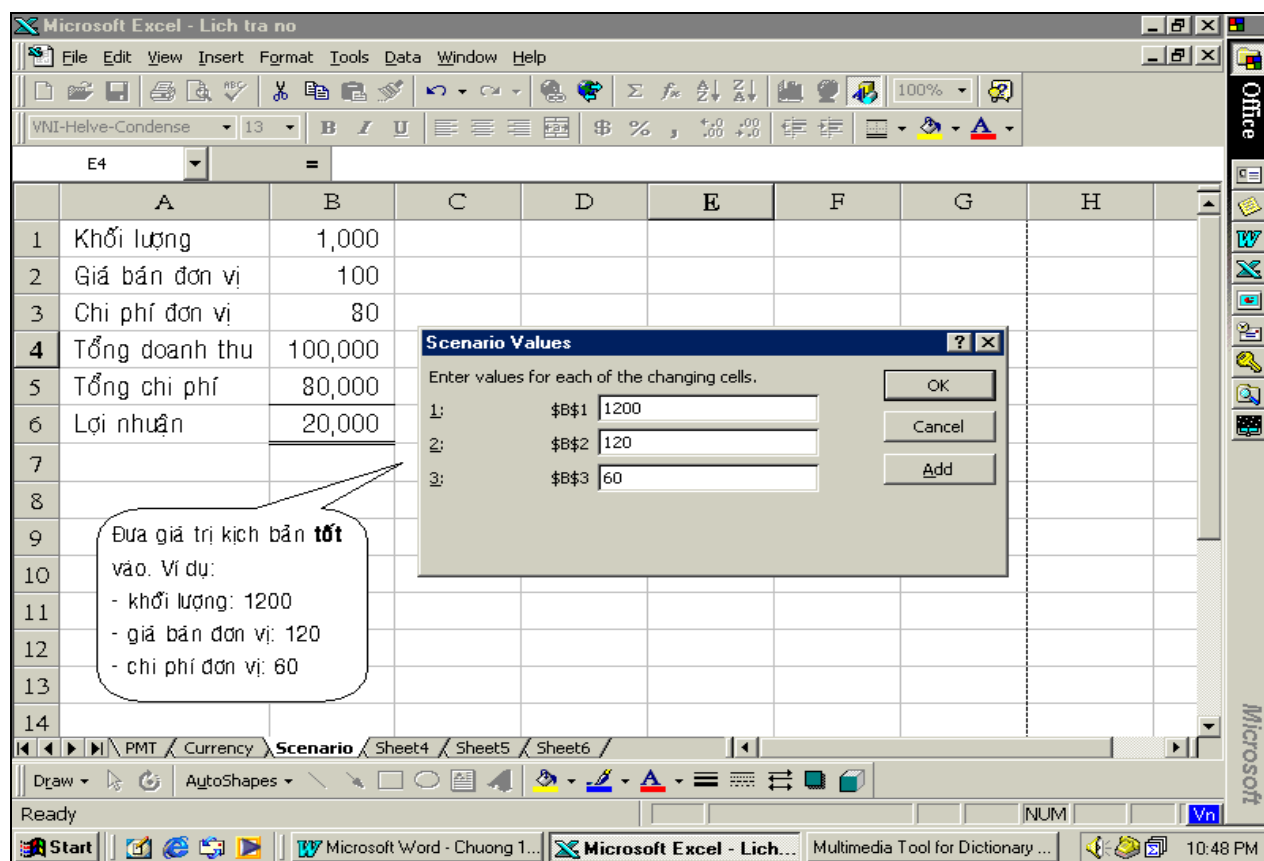 Microsoft Excel - Lich tra no
File Edit View Insert Format Tools Data Window Help
100%
VNI-Helve-Condense 13 B I U
E4 =
A B C D E F G H
1 Khối lượng 1,000
2 Giá bán đơn vị 100
3 Chi phí đơn vị 80
4 Tổng doanh thu 100,000
5 Tổng chi phí 80,000
6 Lợi nhuận 20,000
7
8
9
10
11
12
13
14
Scenario Values
Enter values for each of the changing cells.
1: $B$1 1200
2: $B$2 120
3: $B$3 60
OK
Cancel
Add
Đưa giá trị kịch bản tốt
vào. Ví dụ:
- khối lượng: 1200
- giá bán đơn vị: 120
- chi phí đơn vị: 60
PMT Currency Scenario Sheet4 Sheet5 Sheet6
Draw AutoShapes
Ready NUM Vn
Start Microsoft Word - Chuong 1... Microsoft Excel - Lich... Multimedia Tool for Dictionary ... 10:48 PM
Office
Microsoft